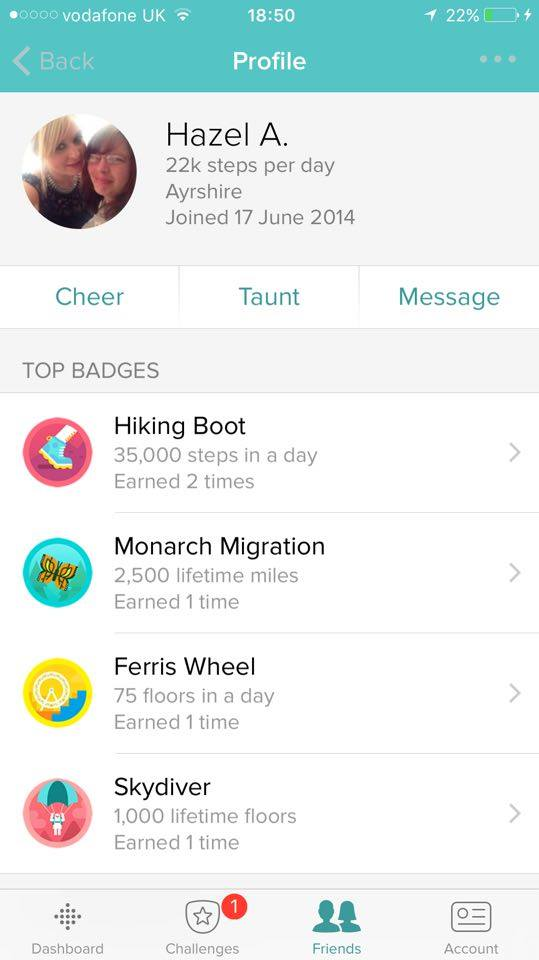 vodafone UK 18:50 22%
Back Profile
Hazel A.
22k steps per day
Ayrshire
Joined 17 June 2014
Cheer Taunt Message
TOP BADGES
Hiking Boot
35,000 steps in a day
Earned 2 times
Monarch Migration
2,500 lifetime miles
Earned 1 time
Ferris Wheel
75 floors in a day
Earned 1 time
Skydiver
1,000 lifetime floors
Earned 1 time
1
Dashboard Challenges Friends Account